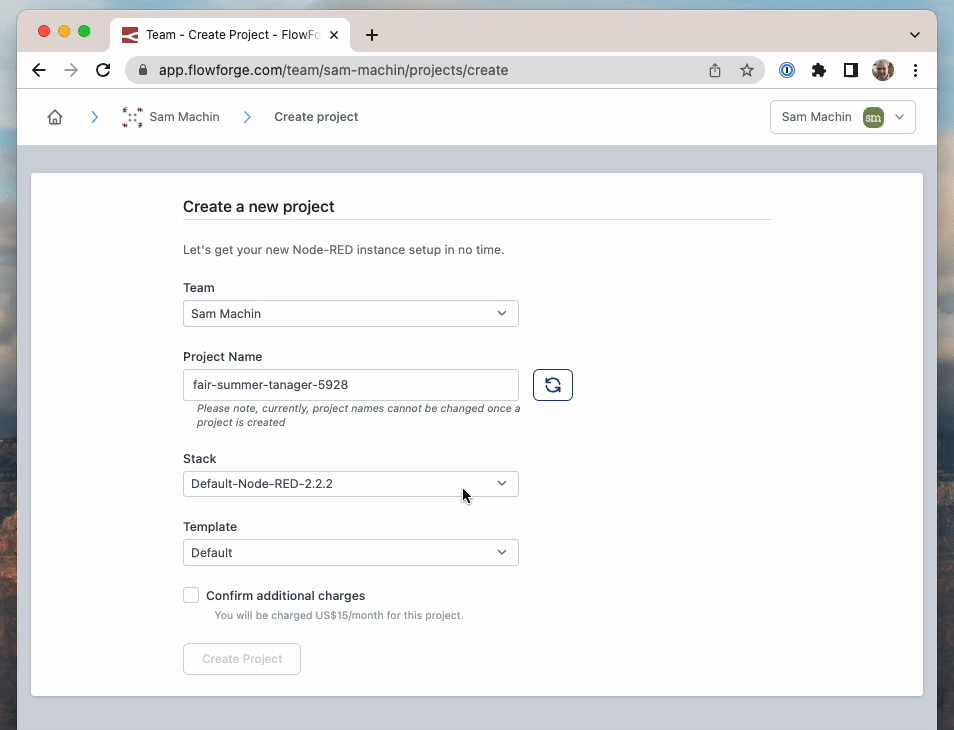 Team - Create Project - FlowFo
app.flowforge.com/team/sam-machin/projects/create
Sam Machin
Create project
Sam Machin
sm
Create a new project
Let's get your new Node-RED instance setup in no time.
Team
Sam Machin
Project Name
fair-summer-tanager-5928
Please note, currently, project names cannot be changed once a
project is created
Stack
Default-Node-RED-2.2.2
Template
Default
Confirm additional charges
You will be charged US$15/month for this project.
Create Project